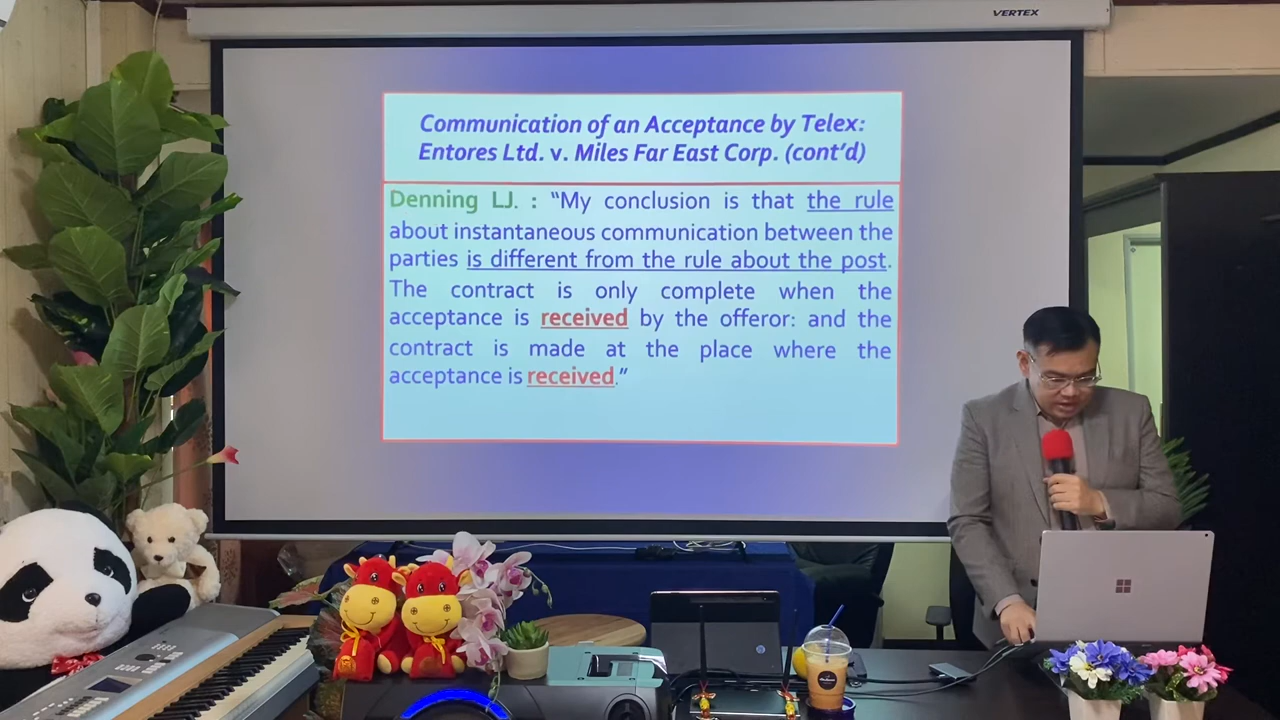 VERTEX
Communication of an Acceptance by Telex:
Entores Ltd. v. Miles Far East Corp. (cont’d)
Denning LJ. : “My conclusion is that the rule
about instantaneous communication between the
parties is different from the rule about the post.
The contract is only complete when the
acceptance is received by the offeror: and the
contract is made at the place where the
acceptance is received.”